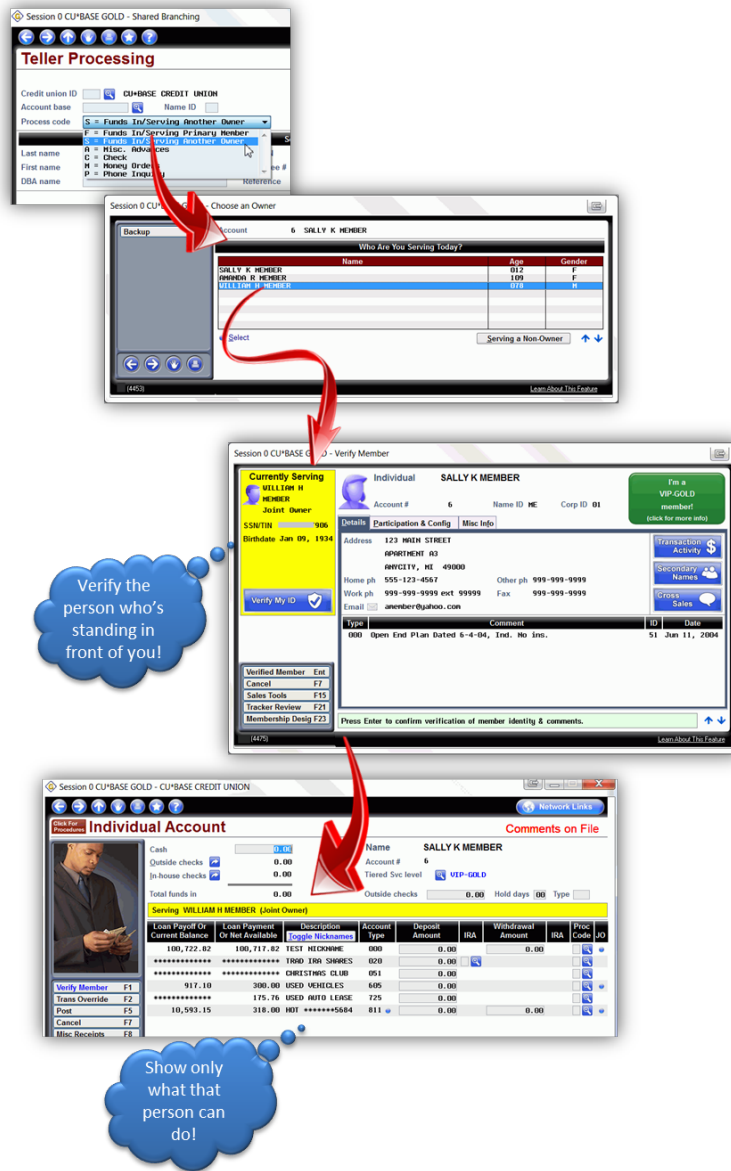 Session 0 CU*BASE GOLD - Shared Branching
Teller Processing
Credit union ID CU*BASE CREDIT UNION
Account base Name ID
Process code S = Funds In/Serving Another Owner
F = Funds In/Serving Primary Member
S = Funds In/Serving Another Owner
A = Misc. Advances
C = Check
M = Money Order
P = Phone Inquiry
Last name
First name
DBA name Reference
Choose an Owner
Backup
Account 6 SALLY K MEMBER
Who Are You Serving Today?
Name Age Gender
SALLY K MEMBER 012 F
AMANDA R MEMBER 109 F
WILLIAM H MEMBER 078 M
Select Serving a Non-Owner
(4453) Learn About This Feature
Session 0 CU*BASE GOLD - Verify Member
Currently Serving
WILLIAM H
MEMBER
Joint Owner
SSN/TIN 906
Birthdate Jan 09, 1934
Verify My ID
Individual SALLY K MEMBER
Account # 6 Name ID ME Corp ID 01
I'm a
VIP-GOLD
member!
(click for more info)
Details Participation & Config Misc Info
Address 123 MAIN STREET
APARTMENT A3
ANYCITY, MI 49000
Home ph 555-123-4567 Other ph 999-999-9999
Work ph 999-999-9999 ext 99999 Fax 999-999-9999
Email amember@yahoo.com
Transaction
Activity
Secondary
Names
Cross
Sales
Type Comment ID Date
000 Open End Plan Dated 6-4-04, Ind. No ins. 51 Jun 11, 2004
Verified Member Ent
Cancel F7
Sales Tools F15
Tracker Review F21
Membership Desig F23
Press Enter to confirm verification of member identity & comments.
(4475) Learn About This Feature
Verify the
person who's
standing in
front of you!
Session 0 CU*BASE GOLD - CU*BASE CREDIT UNION
Network Links
Click For
Procedures
Individual Account
Comments on File
Cash 0.00
Outside checks 0.00
In-house checks 0.00
Total funds in 0.00
Name SALLY K MEMBER
Account # 6
Tiered Svc level VIP-GOLD
Outside checks 0.00 Hold days 00 Type
Serving WILLIAM H MEMBER (Joint Owner)
Loan Payoff Or Loan Payment Description Account Deposit Withdrawal Proc
Current Balance Or Net Available Toggle Nicknames Type Amount IRA Amount IRA Code JO
100,722.82 100,717.82 TEST NICKNAME 000 0.00 0.00
************* ************* TRAD IRA SHARES 020 0.00
************* ************* CHRISTMAS CLUB 051 0.00
917.10 300.00 USED VEHICLES 605 0.00
************* 175.76 USED AUTO LEASE 725 0.00
10,593.15 318.00 HOT *******5684 811 0.00 0.00
Verify Member F1
Trans Override F2
Post F5
Cancel F7
Misc Receipts F8
Show only
what that
person can
do!